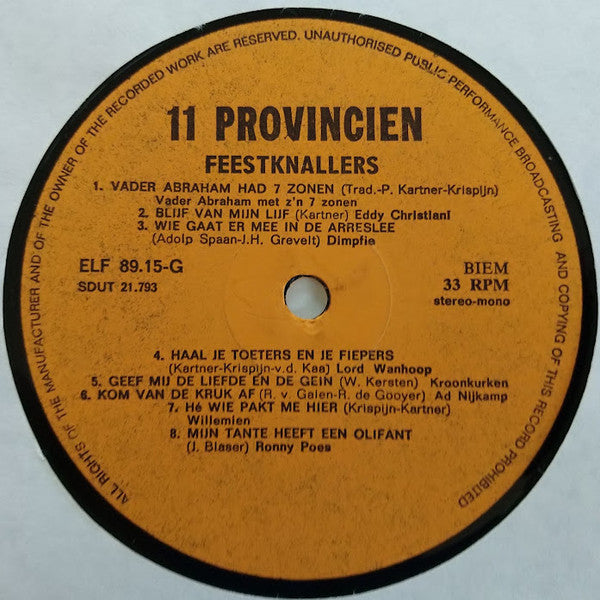 ALL RIGHTS OF THE MANUFACTURER AND OF THE OWNER OF THE RECORDED WORK ARE RESERVED. UNAUTHORISED PUBLIC PERFORMANCE BROADCASTING AND COPYING OF THIS RECORD PROHIBITED
11 PROVINCIEN
FEESTKNALLERS
1. VADER ABRAHAM HAD 7 ZONEN (Trad.-P. Kartner-Krispijn)
Vader Abraham met z'n 7 zonen
2. BLIJF VAN MIJN LIJF (Kartner) Eddy Christiani
3. WIE GAAT ER MEE IN DE ARRESLEE
(Adolp Spaan-J.H. Grevelt) Dimpfie
ELF 89.15-G
SDUT 21.793
BIEM
33 RPM
stereo-mono
4. HAAL JE TOETERS EN JE FIEPERS
(Kartner-Krispijn-v.d. Kaa) Lord Wanhoop
5. GEEF MIJ DE LIEFDE EN DE GEIN (W. Kersten) Kroonkurken
6. KOM VAN DE KRUK AF (R. v. Galen-R. de Gooyer) Ad Nijkamp
7. Hé WIE PAKT ME HIER (Krispijn-Kartner)
Willemien
8. MIJN TANTE HEEFT EEN OLIFANT
(J. Blaser) Ronny Poes